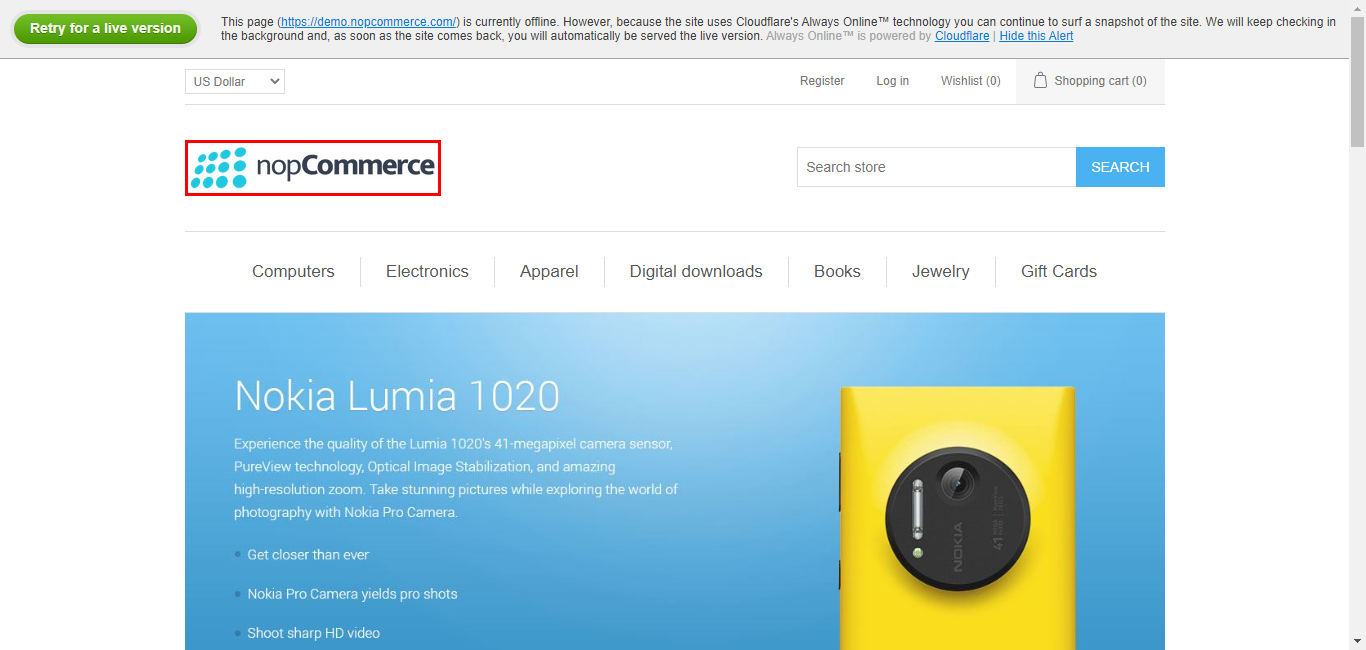 Retry for a live version
This page (https://demo.nopcommerce.com/) is currently offline. However, because the site uses Cloudflare's Always Online™ technology you can continue to surf a snapshot of the site. We will keep checking in
the background and, as soon as the site comes back, you will automatically be served the live version. Always Online™ is powered by Cloudflare | Hide this Alert
US Dollar
Register
Log in
Wishlist (0)
Shopping cart (0)
nopCommerce
Search store
SEARCH
Computers
Electronics
Apparel
Digital downloads
Books
Jewelry
Gift Cards
Nokia Lumia 1020
Experience the quality of the Lumia 1020's 41-megapixel camera sensor,
PureView technology, Optical Image Stabilization, and amazing
high-resolution zoom. Take stunning pictures while exploring the world of
photography with Nokia Pro Camera.
Get closer than ever
Nokia Pro Camera yields pro shots
Shoot sharp HD video
NOKIA
41